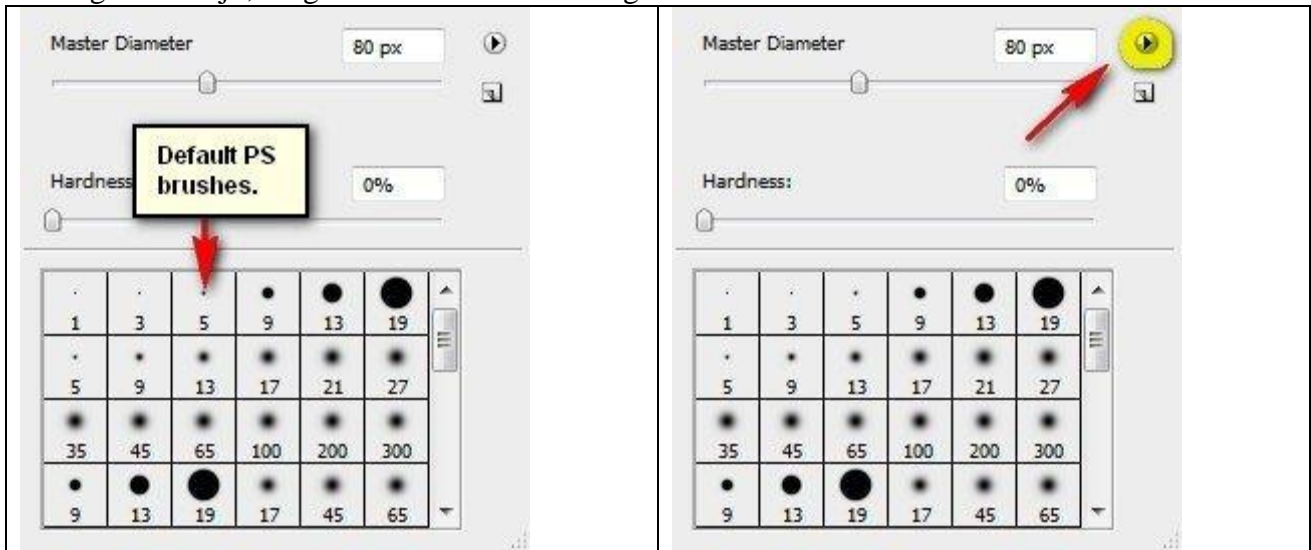 Master Diameter 80 px
Default PS
brushes.
Hardness 0%
1 3 5 9 13 19
5 9 13 17 21 27
35 45 65 100 200 300
9 13 19 17 45 65
Master Diameter 80 px
Hardness: 0%
1 3 5 9 13 19
5 9 13 17 21 27
35 45 65 100 200 300
9 13 19 17 45 65